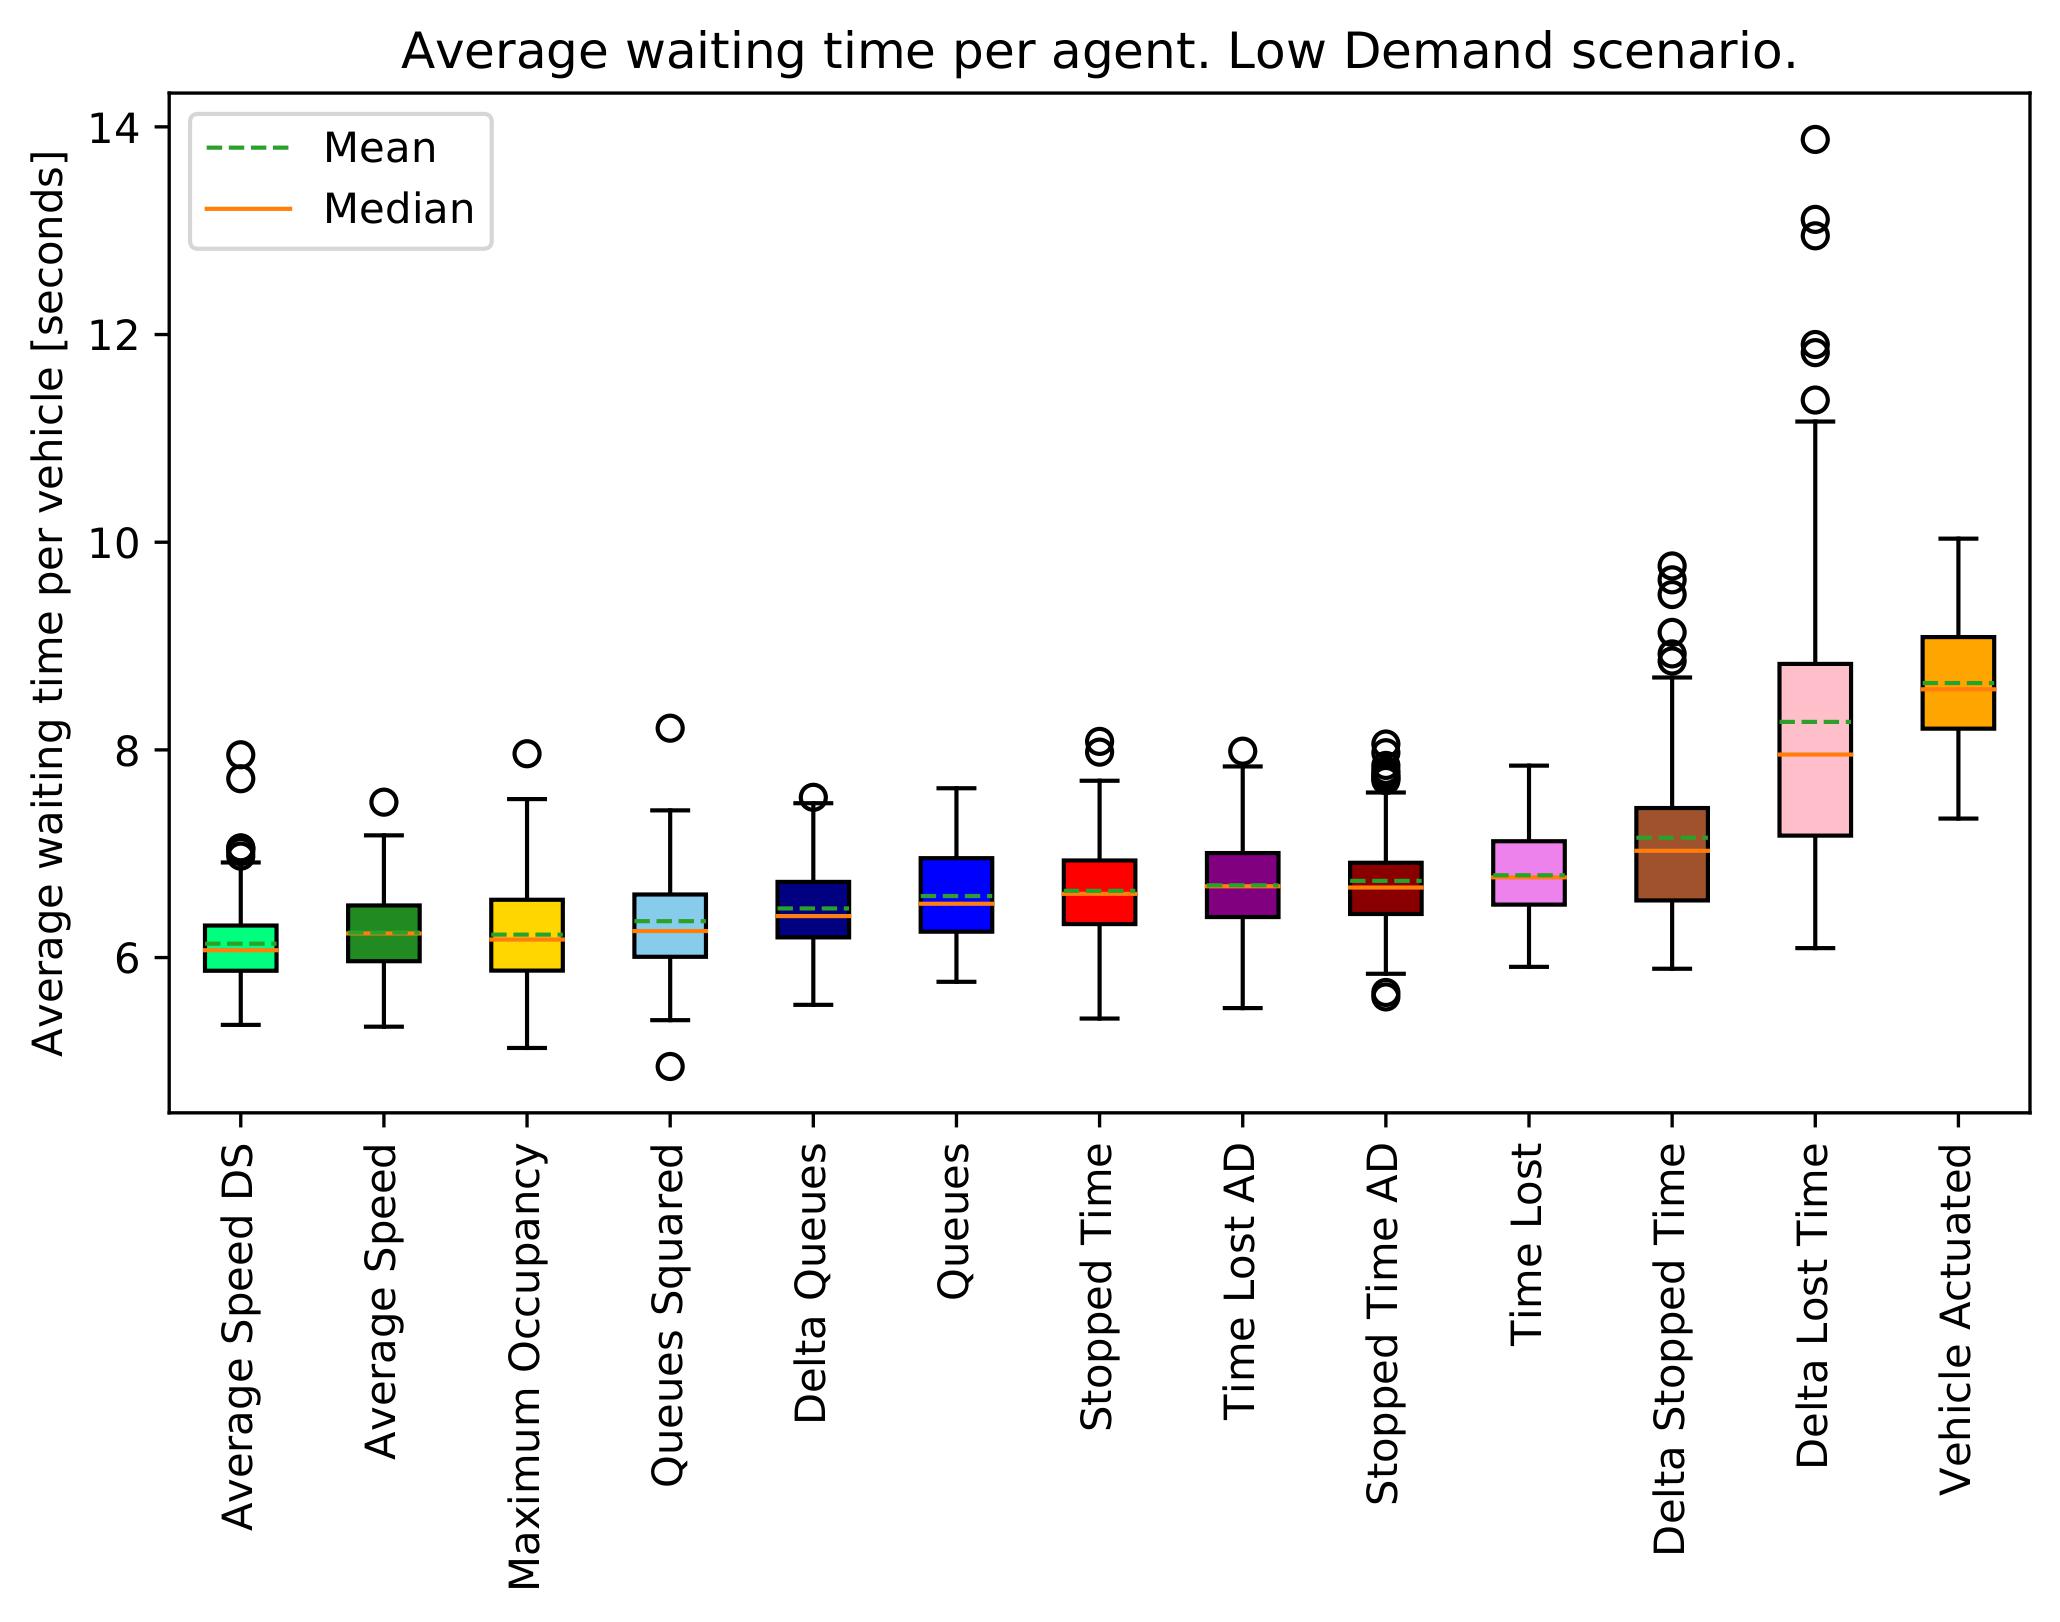 Average waiting time per agent. Low Demand scenario.
Mean
Median
Average waiting time per vehicle [seconds]
14
12
10
8
6
Average Speed DS
Average Speed
Maximum Occupancy
Queues Squared
Delta Queues
Queues
Stopped Time
Time Lost AD
Stopped Time AD
Time Lost
Delta Stopped Time
Delta Lost Time
Vehicle Actuated